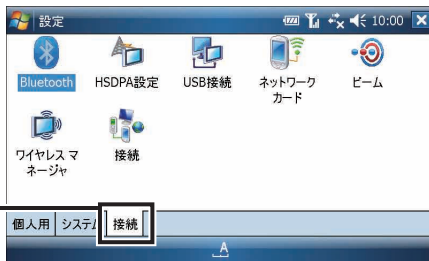 設定 10:00
Bluetooth HSDPA設定 USB接続 ネットワーク ビーム
カード
ワイヤレス マ 接続
ネージャ
個人用 システム 接続
A